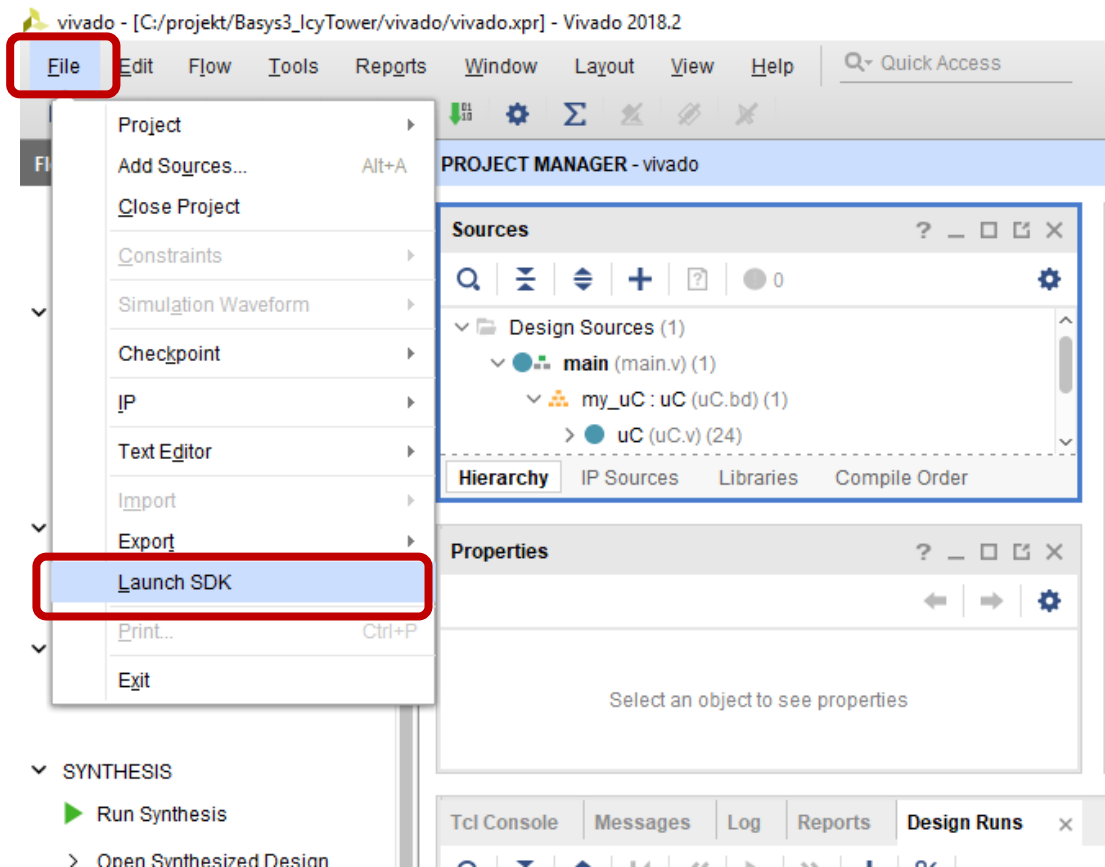 vivado - [C:/projekt/Basys3_IcyTower/vivado/vivado.xpr] - Vivado 2018.2
File Edit Flow Tools Reports Window Layout View Help Quick Access
Project
Add Sources... Alt+A
Close Project
Constraints
Simulation Waveform
Checkpoint
IP
Text Editor
Import
Export
Launch SDK
Print... Ctrl+P
Exit
PROJECT MANAGER - vivado
Sources
0
Design Sources (1)
main (main.v) (1)
my_uC : uC (uC.bd) (1)
uC (uC.v) (24)
Hierarchy IP Sources Libraries Compile Order
Properties
Select an object to see properties
SYNTHESIS
Run Synthesis
Open Synthesized Design
Tcl Console Messages Log Reports Design Runs